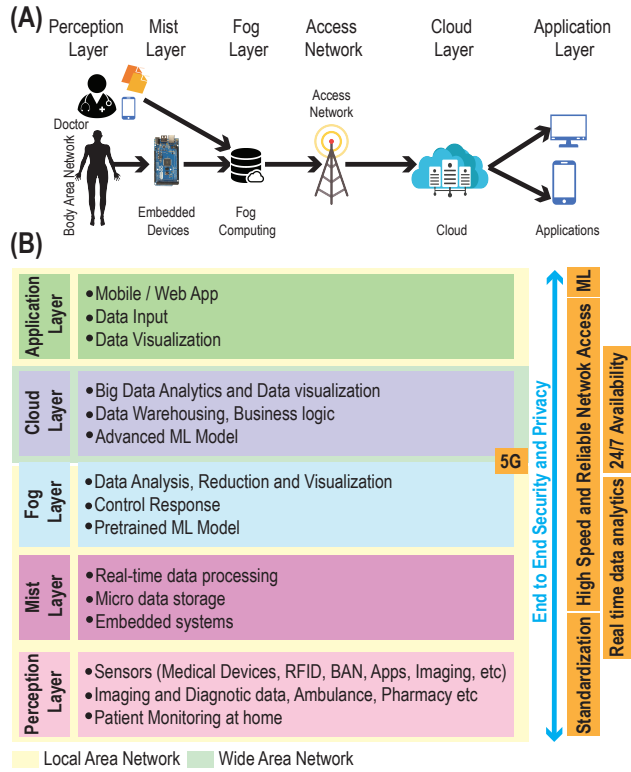 (A)
Perception Layer
Mist Layer
Fog Layer
Access Network
Cloud Layer
Application Layer
Doctor
Body Area Network
Access Network
Embedded Devices
Fog Computing
Cloud
Applications
(B)
Application Layer
Mobile / Web App
Data Input
Data Visualization
Cloud Layer
Big Data Analytics and Data visualization
Data Warehousing, Business logic
Advanced ML Model
5G
Fog Layer
Data Analysis, Reduction and Visualization
Control Response
Pretrained ML Model
Mist Layer
Real-time data processing
Micro data storage
Embedded systems
Perception Layer
Sensors (Medical Devices, RFID, BAN, Apps, Imaging, etc)
Imaging and Diagnostic data, Ambulance, Pharmacy etc
Patient Monitoring at home
End to End Security and Privacy
ML
High Speed and Reliable Netwok Access
Standardization
24/7 Availability
Real time data analytics
Local Area Network
Wide Area Network